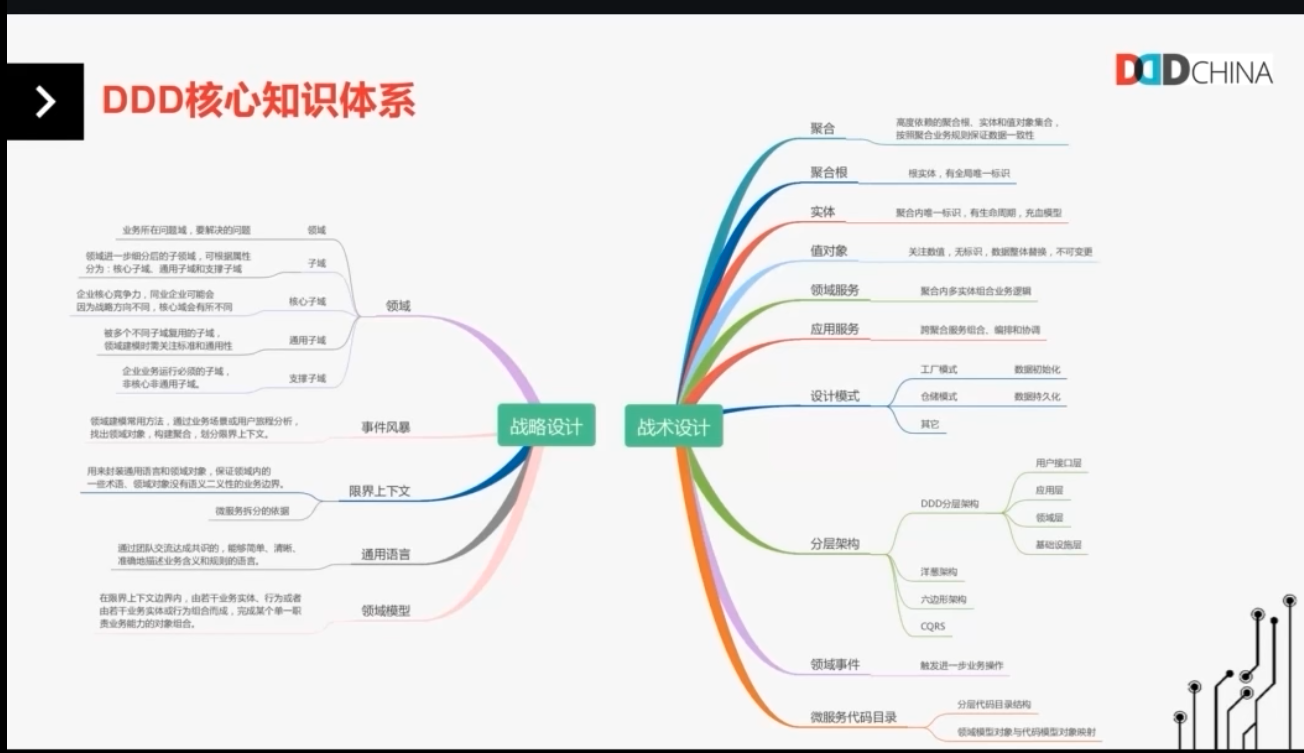 DDD CHINA
DDD核心知识体系
战略设计
领域
领域
业务所在问题域，要解决的问题
子域
领域进一步细分后的子领域，可根据属性
分为：核心子域、通用子域和支撑子域
核心子域
企业核心竞争力，同业企业可能会
因为战略方向不同，核心域会有所不同
通用子域
被多个不同子域复用的子域，
领域建模时需关注标准和通用性
支撑子域
企业业务运行必须的子域，
非核心非通用子域。
事件风暴
领域建模常用方法，通过业务场景或用户旅程分析，
找出领域对象，构建聚合，划分限界上下文。
限界上下文
用来封装通用语言和领域对象，保证领域内的
一些术语、领域对象没有语义二义性的业务边界。
微服务拆分的依据
通用语言
通过团队交流达成共识的，能够简单、清晰、
准确地描述业务含义和规则的语言。
领域模型
在限界上下文边界内，由若干业务实体、行为或者
由若干业务实体或行为组合而成，完成某个单一职
责业务能力的对象组合。
战术设计
聚合
高度依赖的聚合根、实体和值对象集合，
按照聚合业务规则保证数据一致性
聚合根
根实体，有全局唯一标识
实体
聚合内唯一标识，有生命周期，充血模型
值对象
关注数值，无标识，数据整体替换，不可变更
领域服务
聚合内多实体组合业务逻辑
应用服务
跨聚合服务组合、编排和协调
设计模式
工厂模式
数据初始化
仓储模式
数据持久化
其它
分层架构
DDD分层架构
用户接口层
应用层
领域层
基础设施层
洋葱架构
六边形架构
CQRS
领域事件
触发进一步业务操作
微服务代码目录
分层代码目录结构
领域模型对象与代码模型对象映射